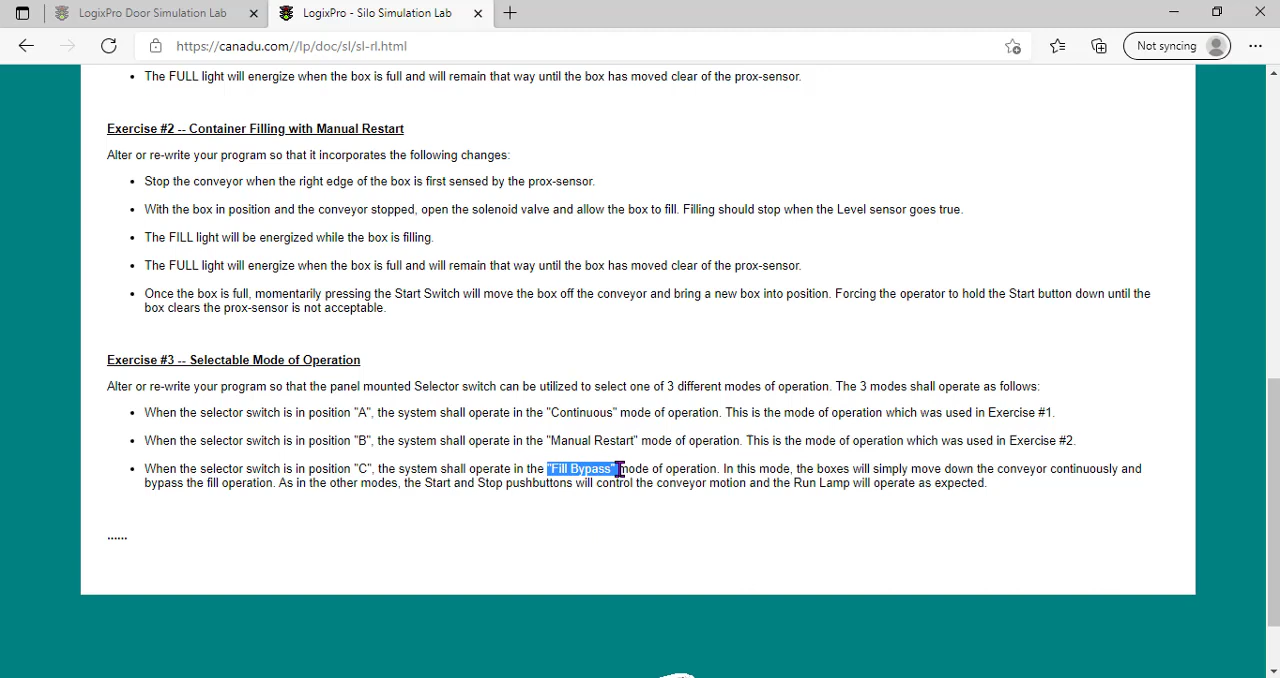 LogixPro Door Simulation Lab
LogixPro - Silo Simulation Lab
https://canadu.com//lp/doc/sl/sl-rl.html
Not syncing
• The FULL light will energize when the box is full and will remain that way until the box has moved clear of the prox-sensor.
Exercise #2 -- Container Filling with Manual Restart
Alter or re-write your program so that it incorporates the following changes:
• Stop the conveyor when the right edge of the box is first sensed by the prox-sensor.
• With the box in position and the conveyor stopped, open the solenoid valve and allow the box to fill. Filling should stop when the Level sensor goes true.
• The FILL light will be energized while the box is filling.
• The FULL light will energize when the box is full and will remain that way until the box has moved clear of the prox-sensor.
• Once the box is full, momentarily pressing the Start Switch will move the box off the conveyor and bring a new box into position. Forcing the operator to hold the Start button down until the
box clears the prox-sensor is not acceptable.
Exercise #3 -- Selectable Mode of Operation
Alter or re-write your program so that the panel mounted Selector switch can be utilized to select one of 3 different modes of operation. The 3 modes shall operate as follows:
• When the selector switch is in position "A", the system shall operate in the "Continuous" mode of operation. This is the mode of operation which was used in Exercise #1.
• When the selector switch is in position "B", the system shall operate in the "Manual Restart" mode of operation. This is the mode of operation which was used in Exercise #2.
• When the selector switch is in position "C", the system shall operate in the "Fill Bypass" mode of operation. In this mode, the boxes will simply move down the conveyor continuously and
bypass the fill operation. As in the other modes, the Start and Stop pushbuttons will control the conveyor motion and the Run Lamp will operate as expected.
......